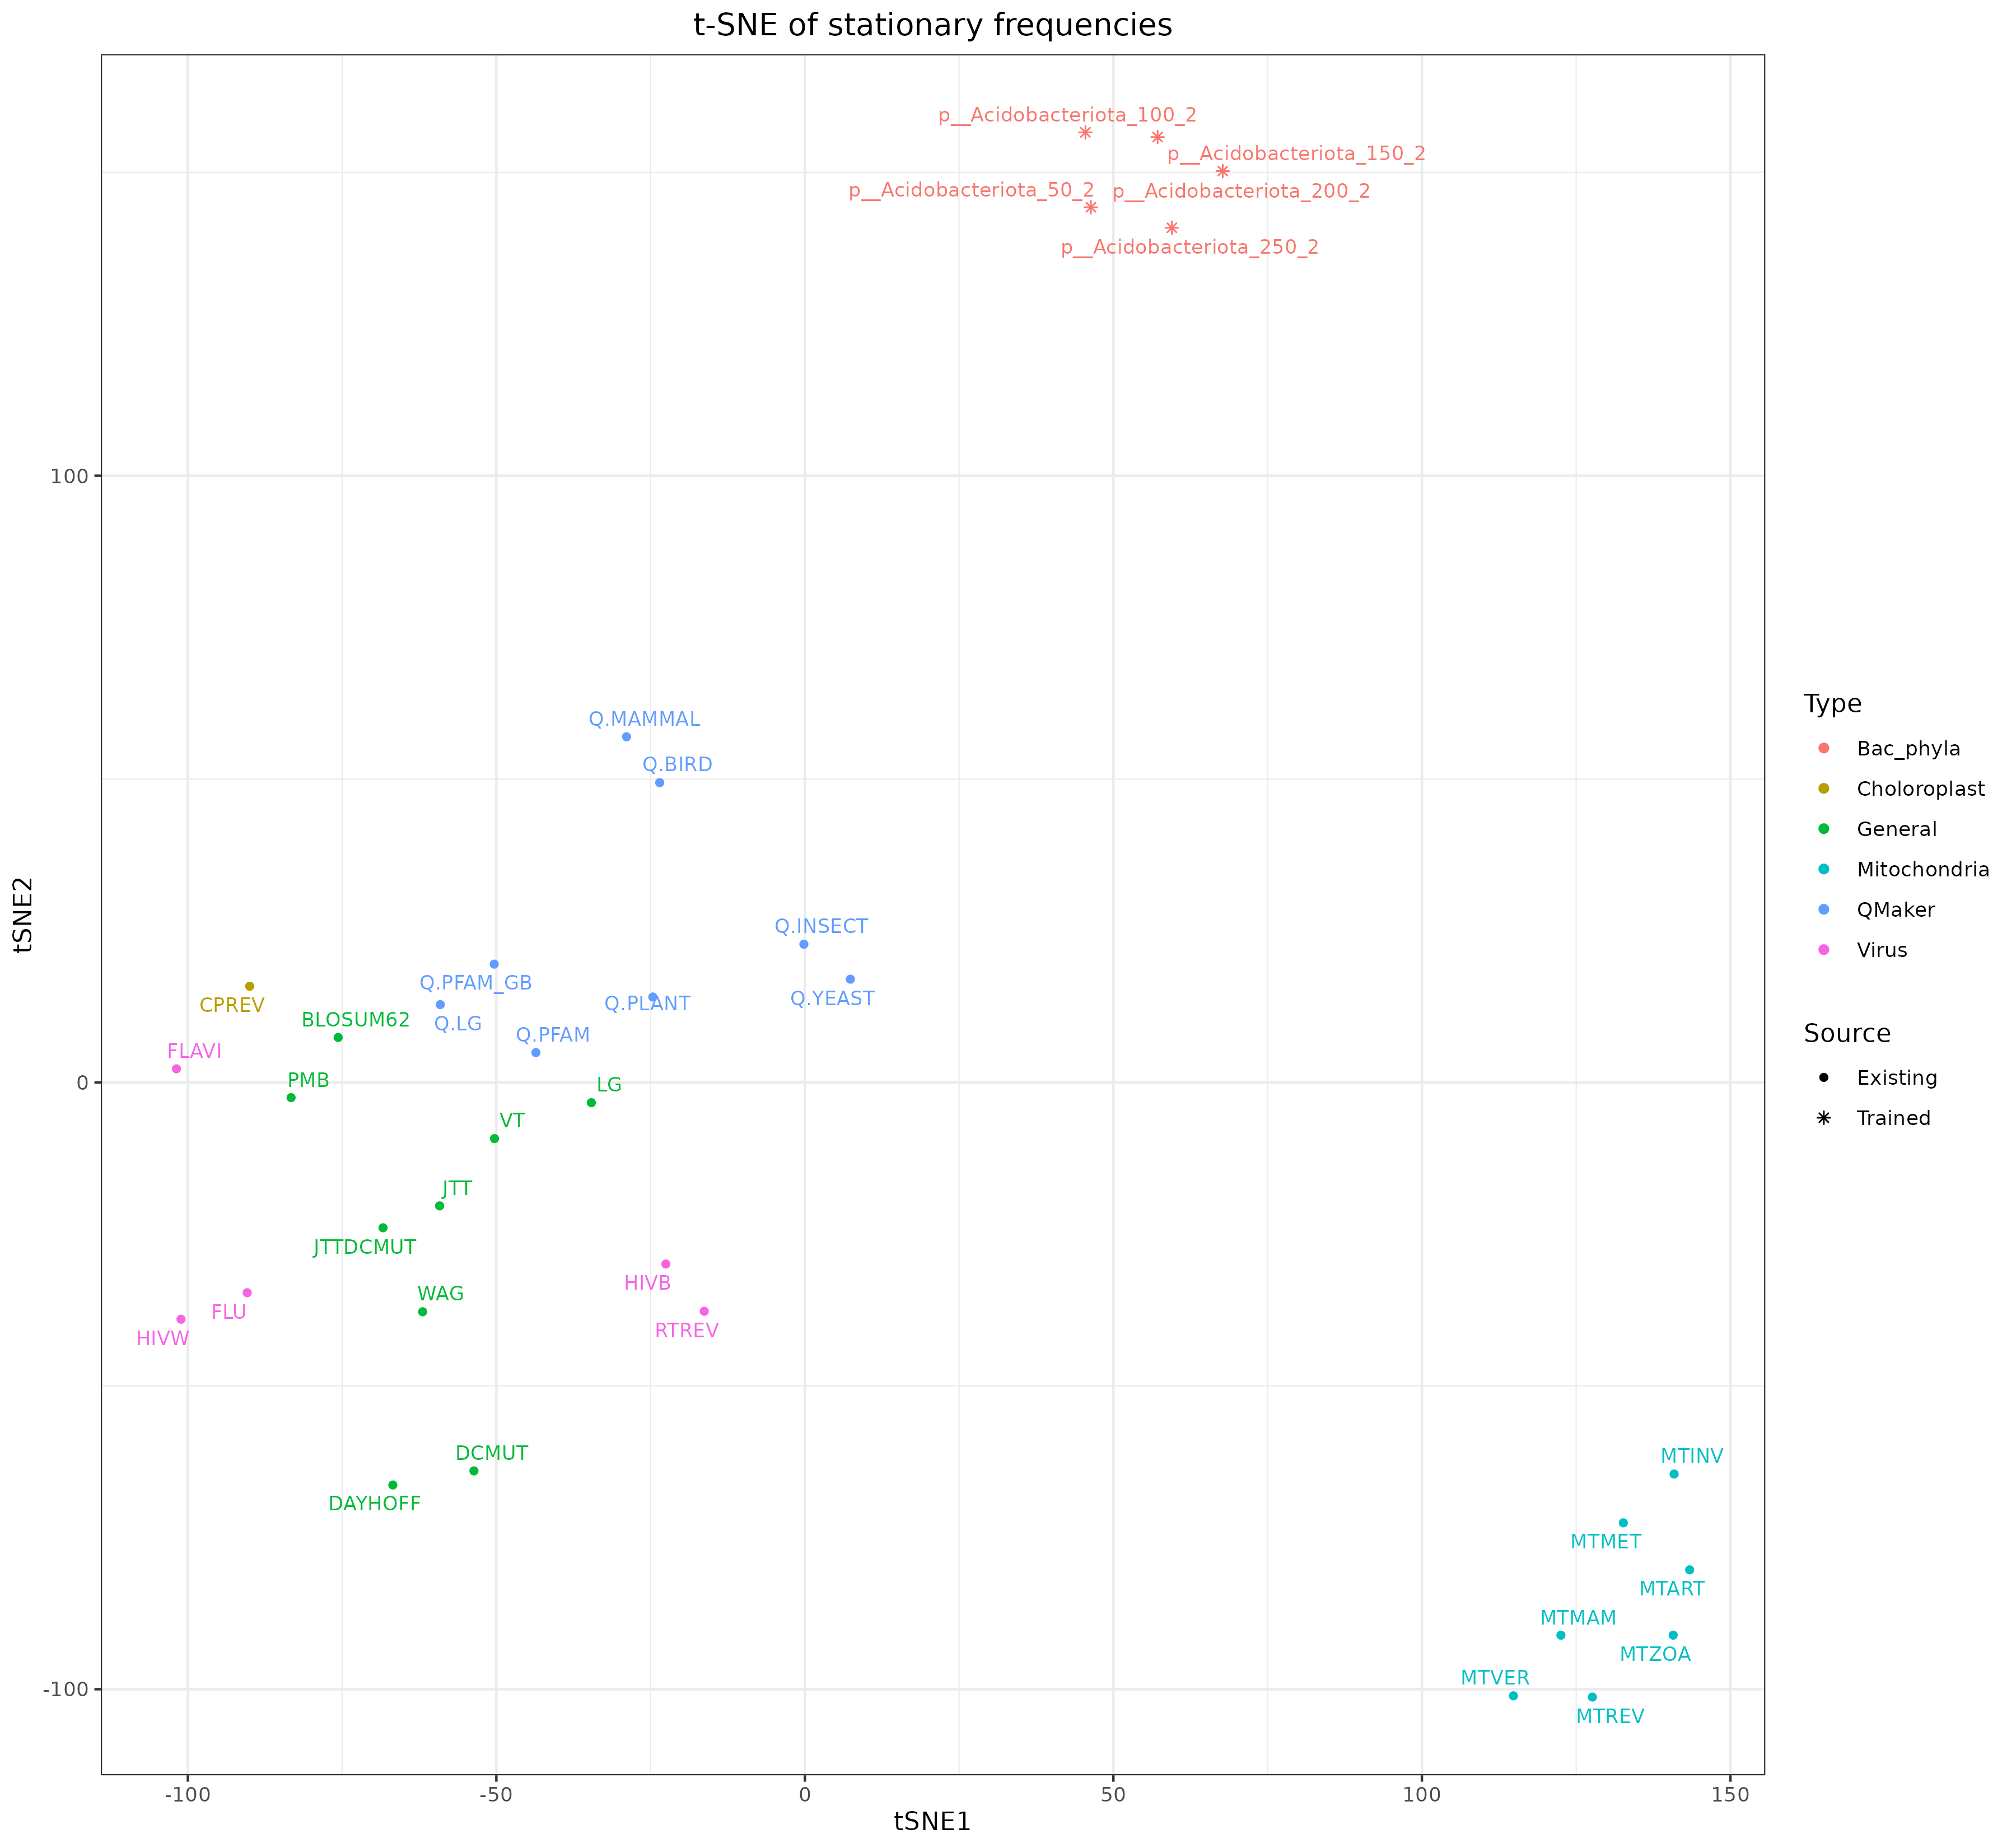 t-SNE of stationary frequencies
p__Acidobacteriota_100_2
p__Acidobacteriota_150_2
p__Acidobacteriota_50_2
p__Acidobacteriota_200_2
p__Acidobacteriota_250_2
100
Q.MAMMAL
Q.BIRD
Q.INSECT
Q.PFAM_GB
Q.YEAST
Q.PLANT
CPREV
BLOSUM62
Q.LG
Q.PFAM
FLAVI
PMB
LG
0
VT
JTT
JTTDCMUT
HIVB
WAG
FLU
RTREV
HIVW
DCMUT
MTINV
DAYHOFF
MTMET
MTART
MTMAM
MTZOA
MTVER
-100
MTREV
-100
-50
0
50
100
150
tSNE1
tSNE2
Type
Bac_phyla
Choloroplast
General
Mitochondria
QMaker
Virus
Source
Existing
Trained